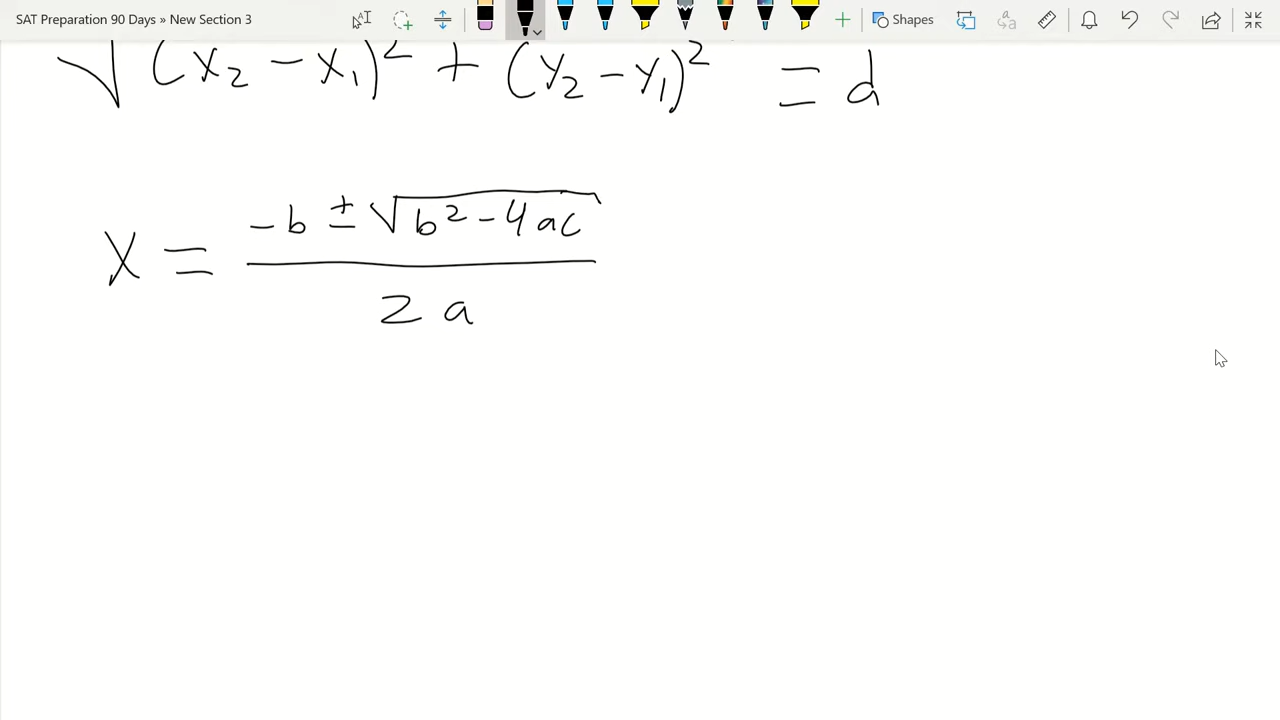 SAT Preparation 90 Days » New Section 3
Shapes
√(x₂ − x₁)² + (y₂ − y₁)² = d
x = (-b ± √(b² − 4ac)) / 2a